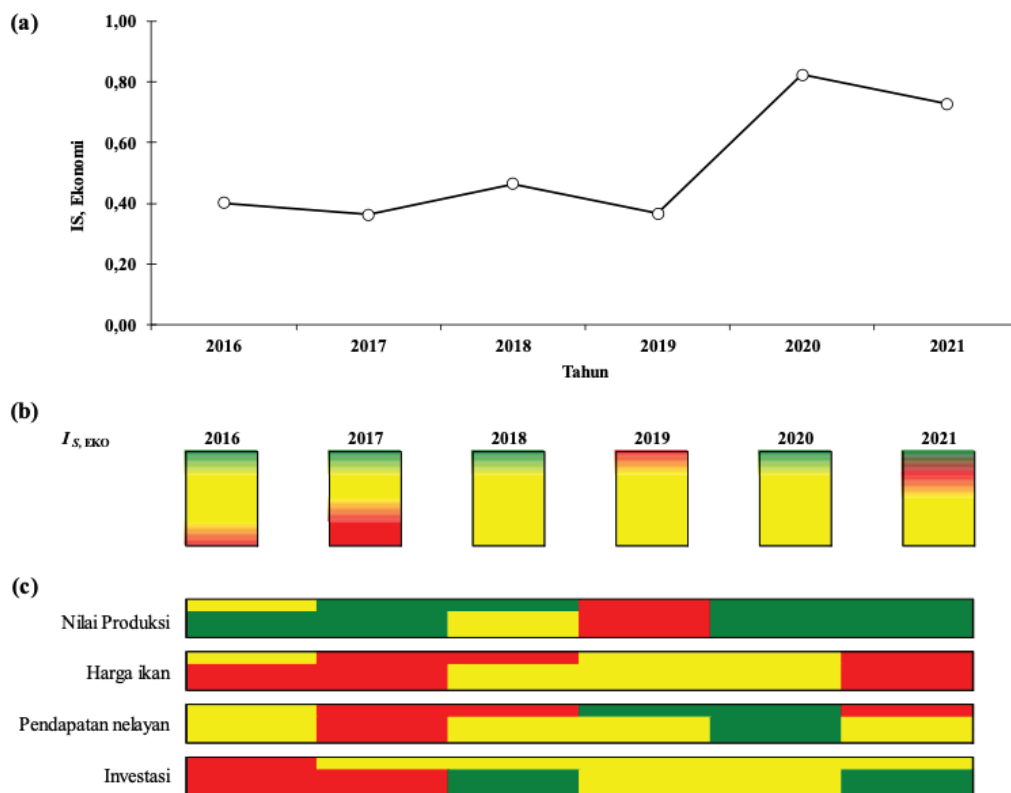 (a)
1,00
0,80
0,60
0,40
0,20
0,00
IS, Ekonomi
2016 2017 2018 2019 2020 2021
Tahun
(b)
I S, EKO 2016 2017 2018 2019 2020 2021
(c)
Nilai Produksi
Harga ikan
Pendapatan nelayan
Investasi